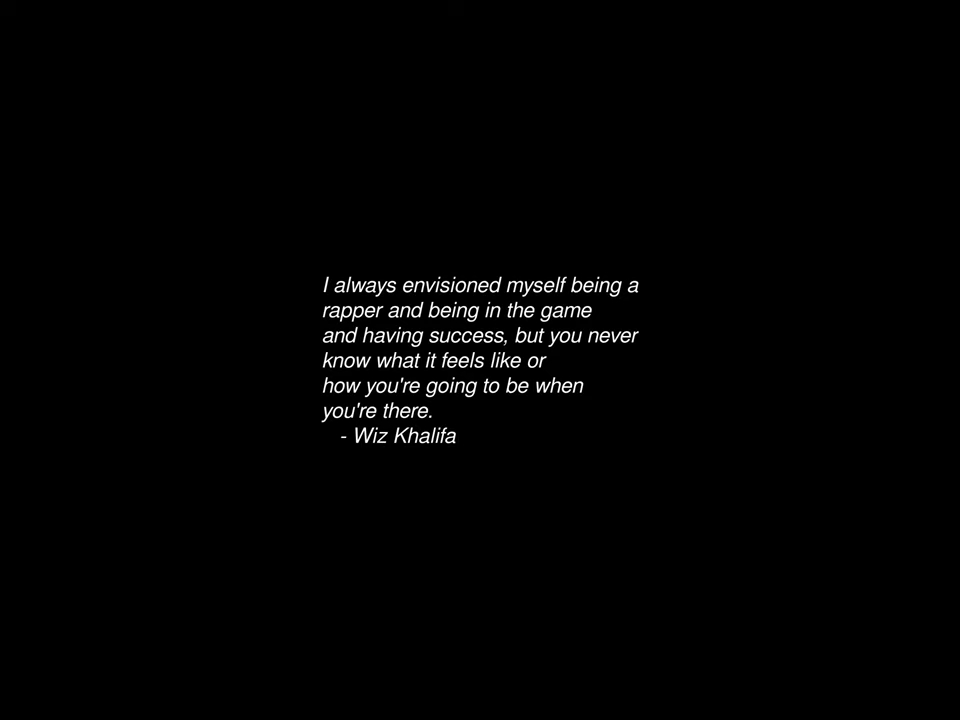 I always envisioned myself being a
rapper and being in the game
and having success, but you never
know what it feels like or
how you're going to be when
you're there.
- Wiz Khalifa